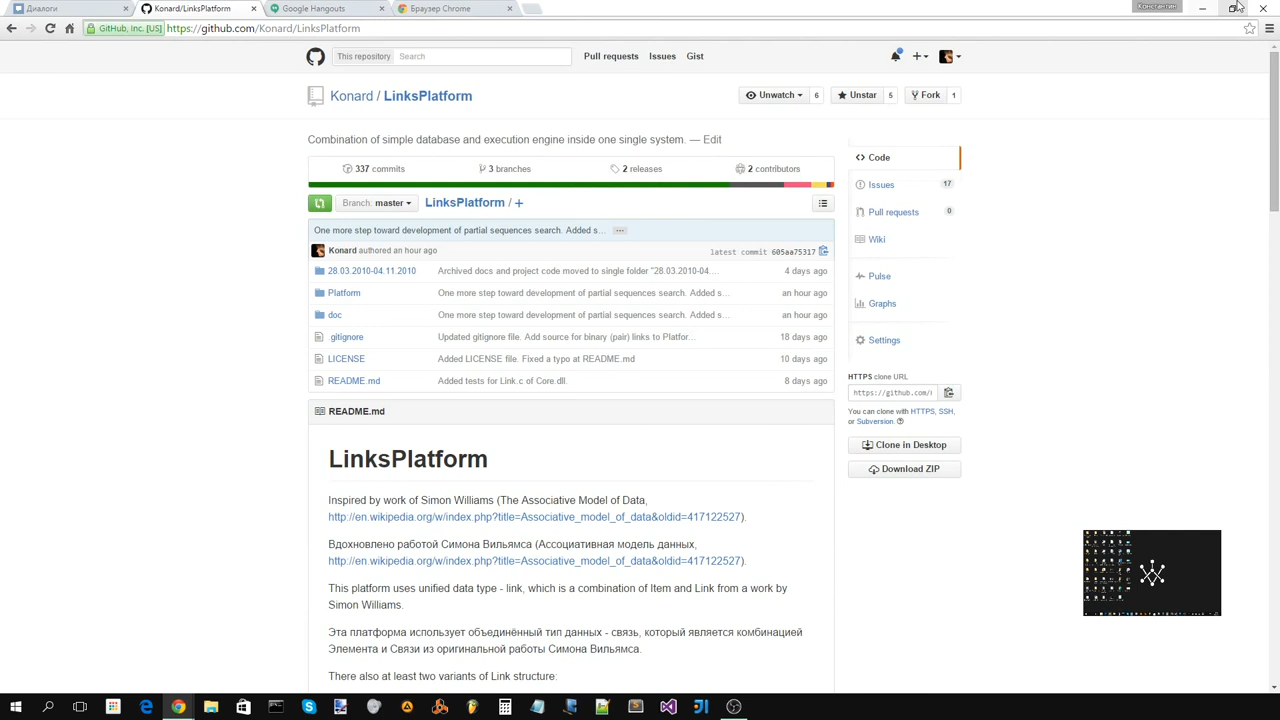 Диалоги
Konard/LinksPlatform
Google Hangouts
Браузер Chrome
Константин
GitHub, Inc. [US]
https://github.com/Konard/LinksPlatform
This repository
Search
Pull requests
Issues
Gist
Konard / LinksPlatform
Unwatch 6
Unstar 5
Fork 1
Combination of simple database and execution engine inside one single system. — Edit
337 commits
3 branches
2 releases
2 contributors
Branch: master
LinksPlatform / +
One more step toward development of partial sequences search. Added s… ...
Konard authored an hour ago
latest commit 605aa75317
28.03.2010-04.11.2010 Archived docs and project code moved to single folder "28.03.2010-04.… 4 days ago
Platform One more step toward development of partial sequences search. Added s… an hour ago
doc One more step toward development of partial sequences search. Added s… an hour ago
.gitignore Updated gitignore file. Add source for binary (pair) links to Platfor… 18 days ago
LICENSE Added LICENSE file. Fixed a typo at README.md 10 days ago
README.md Added tests for Link.c of Core.dll. 8 days ago
Code
Issues 17
Pull requests 0
Wiki
Pulse
Graphs
Settings
HTTPS clone URL
https://github.com/
You can clone with HTTPS, SSH,
or Subversion.
Clone in Desktop
Download ZIP
README.md
LinksPlatform
Inspired by work of Simon Williams (The Associative Model of Data,
http://en.wikipedia.org/w/index.php?title=Associative_model_of_data&oldid=417122527).
Вдохновлено работой Симона Вильямса (Ассоциативная модель данных,
http://en.wikipedia.org/w/index.php?title=Associative_model_of_data&oldid=417122527).
This platform uses unified data type - link, which is a combination of Item and Link from a work by
Simon Williams.
Эта платформа использует объединённый тип данных - связь, который является комбинацией
Элемента и Связи из оригинальной работы Симона Вильямса.
There also at least two variants of Link structure: